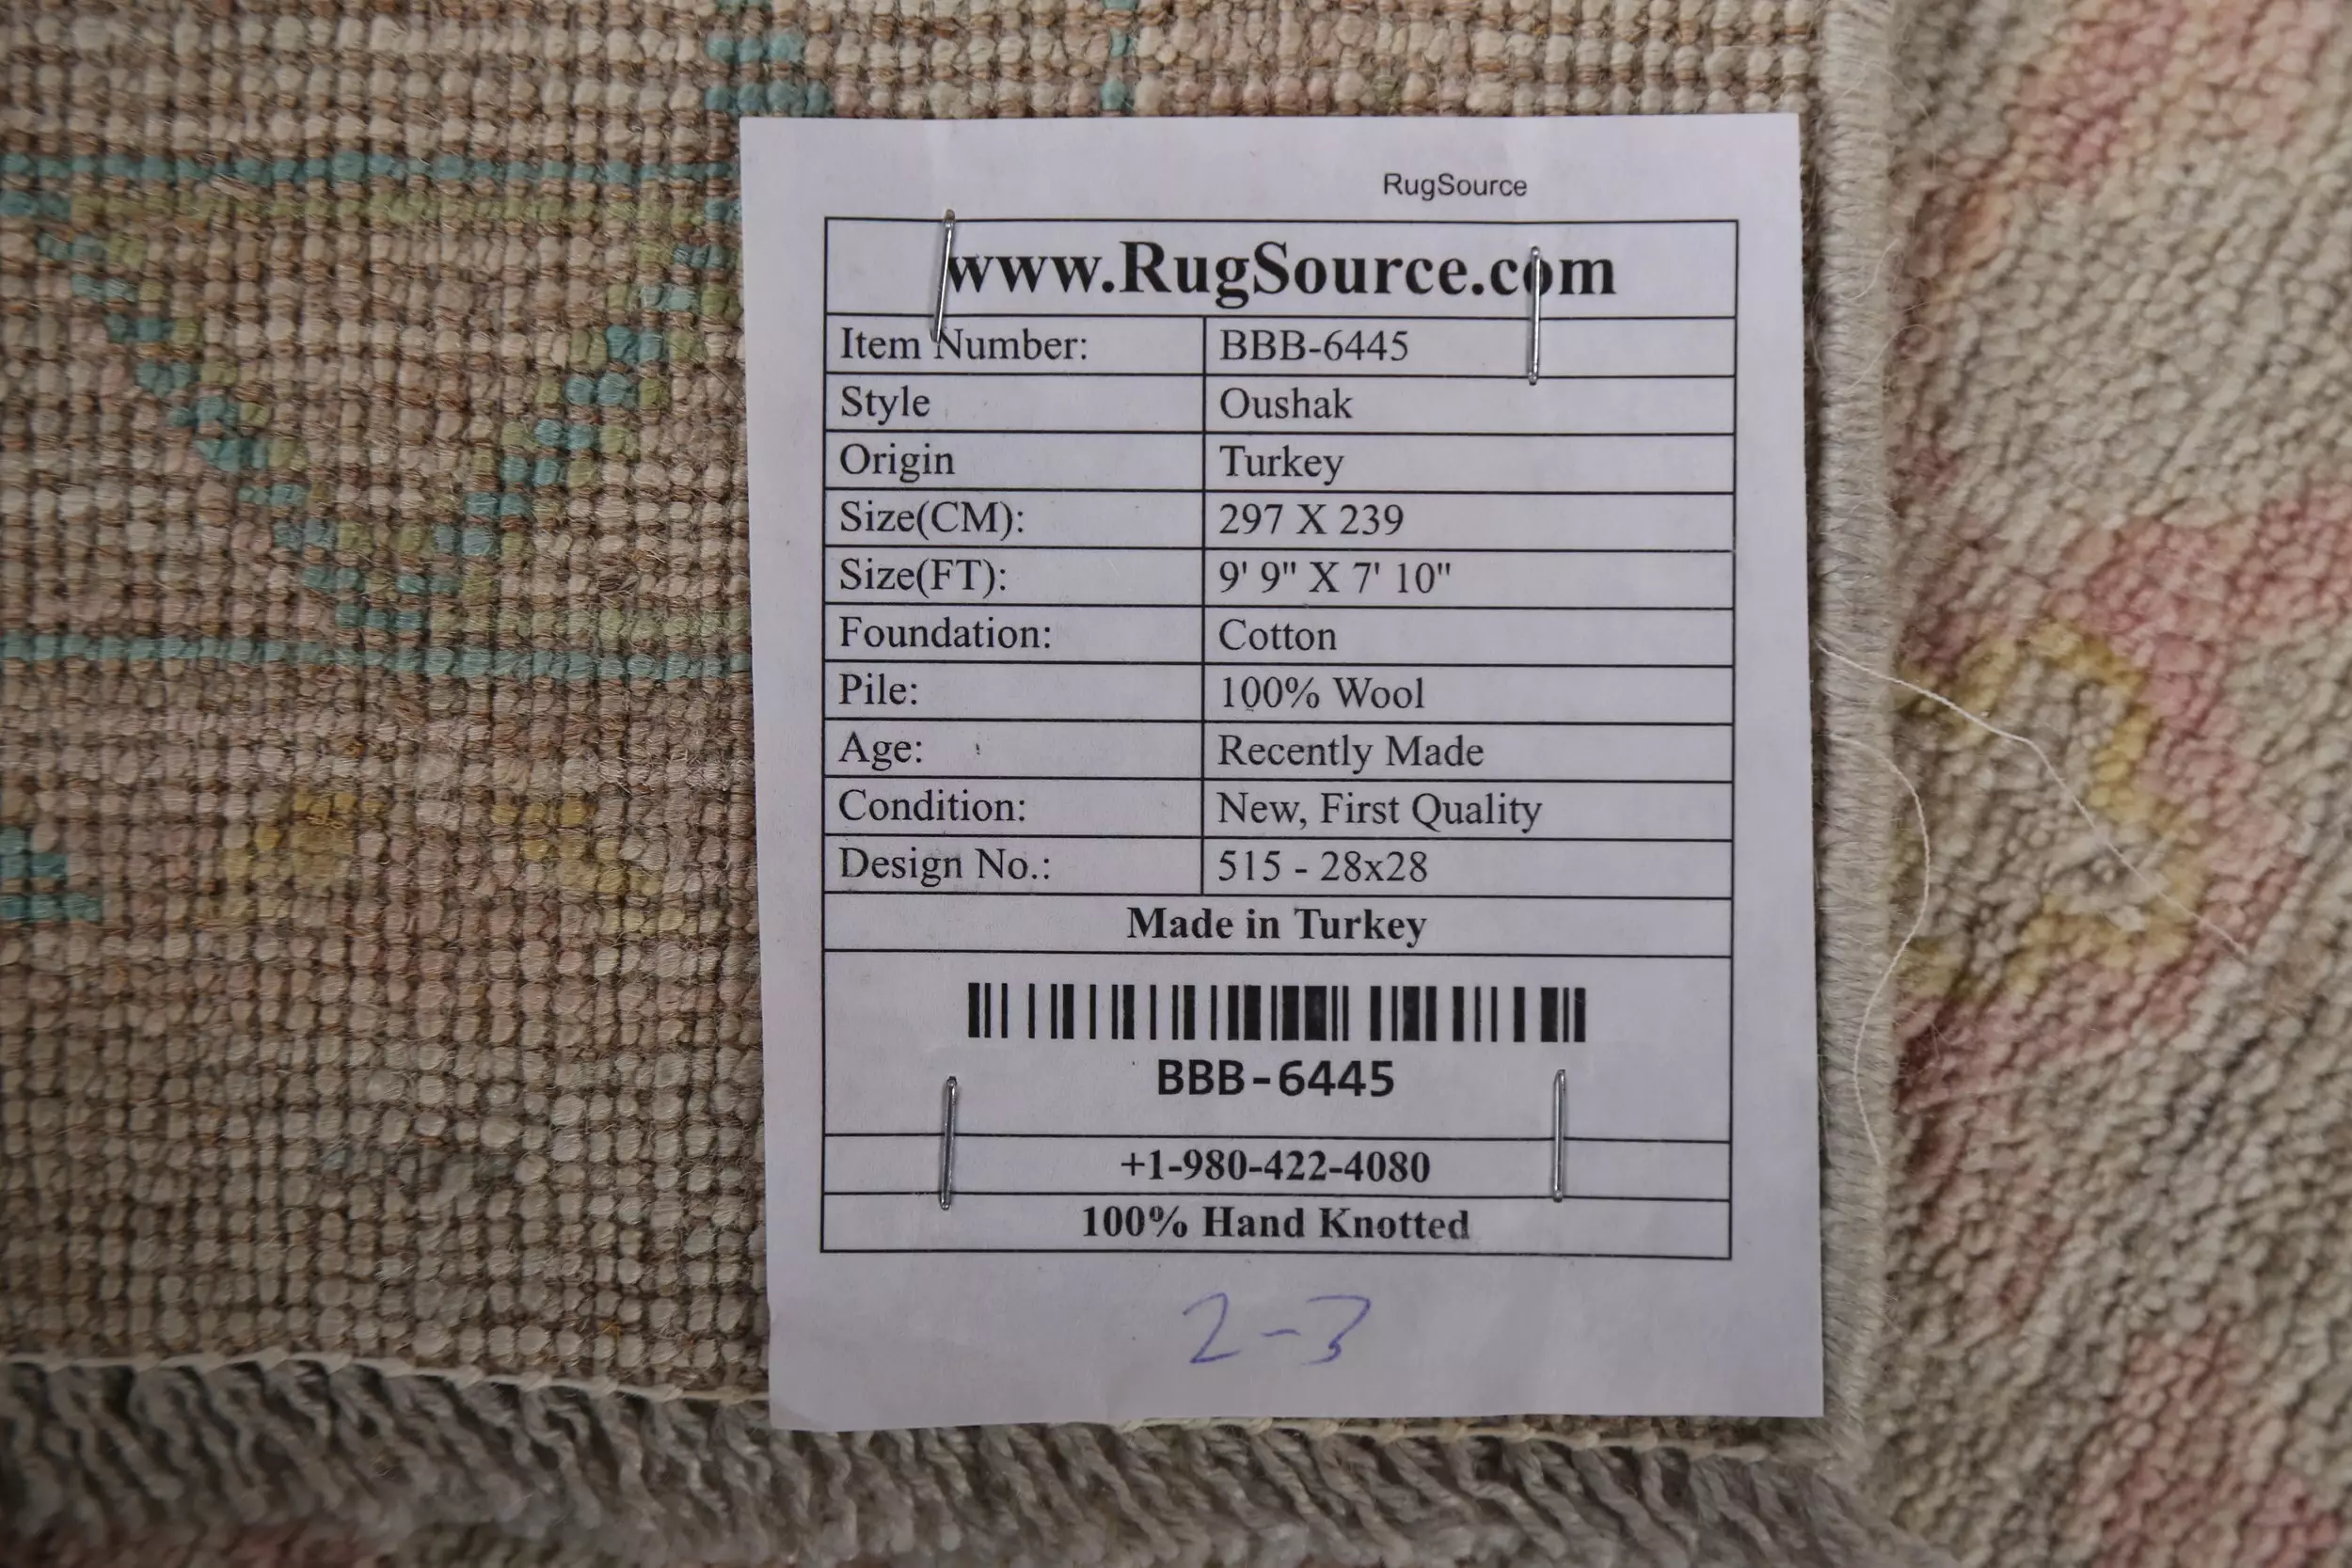 RugSource
www.RugSource.com
Item Number: BBB-6445
Style Oushak
Origin Turkey
Size(CM): 297 X 239
Size(FT): 9' 9" X 7' 10"
Foundation: Cotton
Pile: 100% Wool
Age: Recently Made
Condition: New, First Quality
Design No.: 515 - 28x28
Made in Turkey
BBB-6445
+1-980-422-4080
100% Hand Knotted
2-3